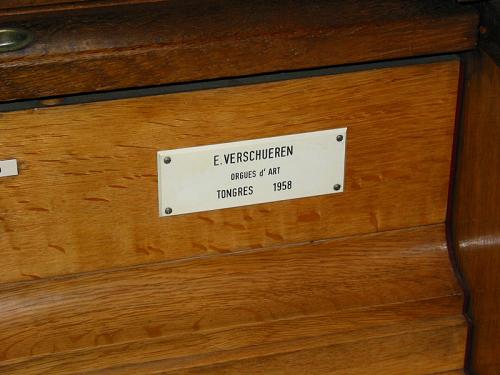 E. VERSCHUEREN
ORGUES d' ART
TONGRES 1958